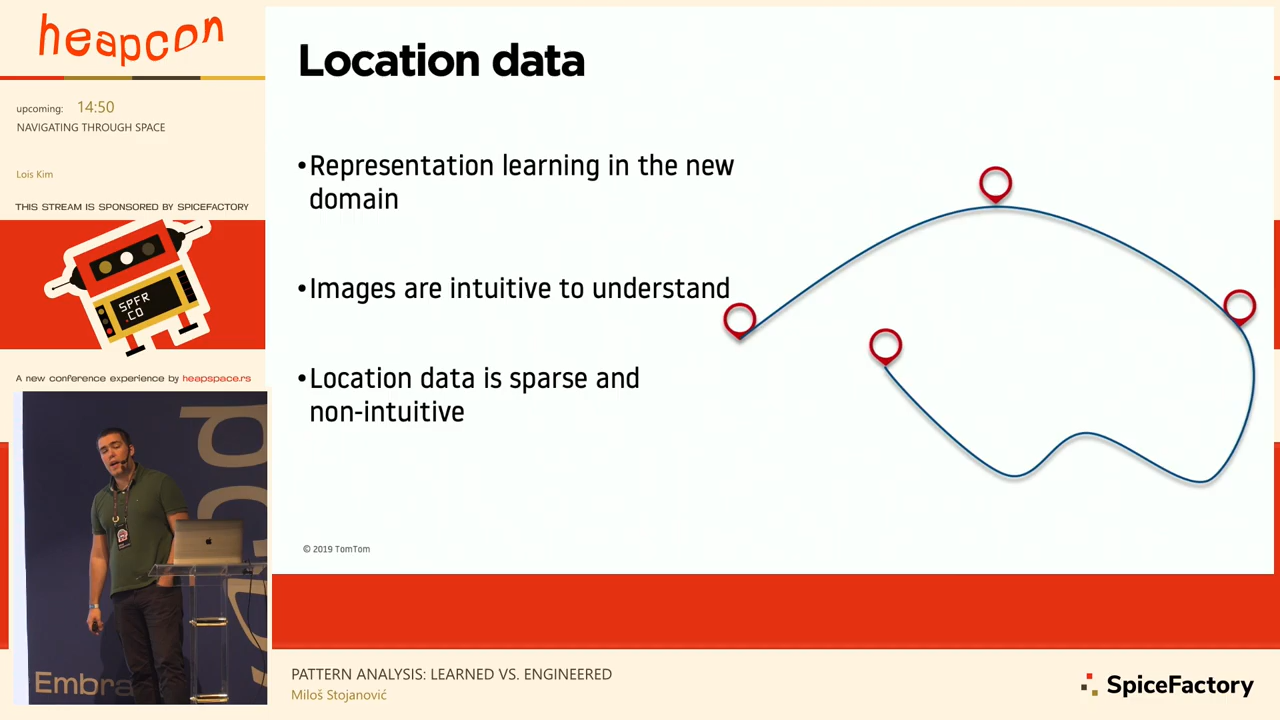 heapcon
upcoming: 14:50
NAVIGATING THROUGH SPACE
Lois Kim
THIS STREAM IS SPONSORED BY SPICEFACTORY
SPFR
.CO
A new conference experience by heapspace.rs
Embra
Location data
•Representation learning in the new
domain
•Images are intuitive to understand
•Location data is sparse and
non-intuitive
© 2019 TomTom
PATTERN ANALYSIS: LEARNED VS. ENGINEERED
Miloš Stojanović
SpiceFactory